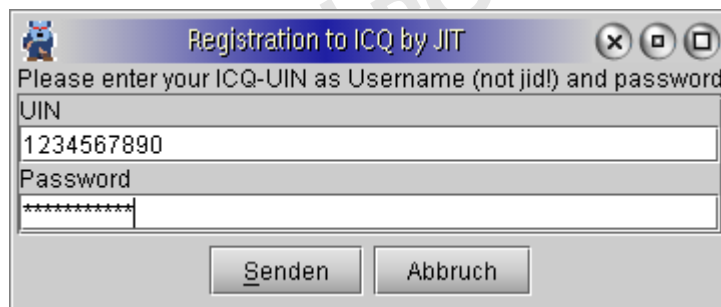 Registration to ICQ by JIT
Please enter your ICQ-UIN as Username (not jid!) and password
UIN
1234567890
Password
***********
Senden Abbruch